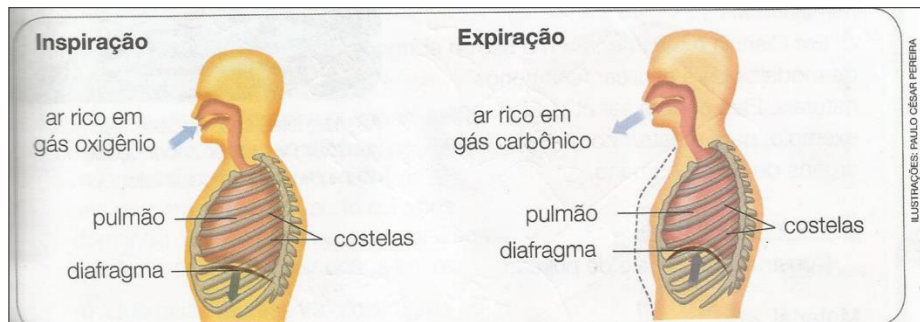 Inspiração
ar rico em
gás oxigênio
pulmão
costelas
diafragma
Expiração
ar rico em
gás carbônico
pulmão
costelas
diafragma
ILUSTRAÇÕES: PAULO CÉSAR PEREIRA